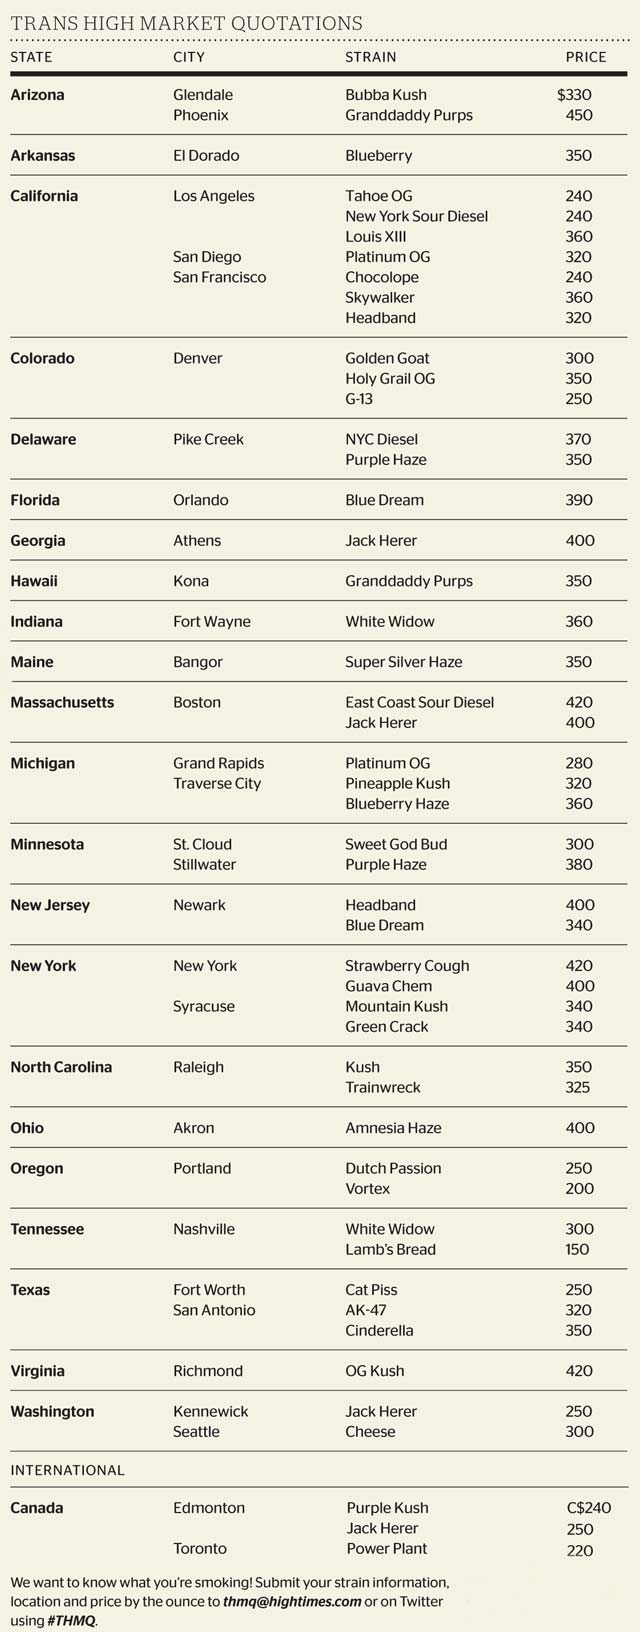 TRANS HIGH MARKET QUOTATIONS
STATE CITY STRAIN PRICE
Arizona Glendale Bubba Kush $330
Phoenix Granddaddy Purps 450
Arkansas El Dorado Blueberry 350
California Los Angeles Tahoe OG 240
New York Sour Diesel 240
Louis XIII 360
San Diego Platinum OG 320
San Francisco Chocolope 240
Skywalker 360
Headband 320
Colorado Denver Golden Goat 300
Holy Grail OG 350
G-13 250
Delaware Pike Creek NYC Diesel 370
Purple Haze 350
Florida Orlando Blue Dream 390
Georgia Athens Jack Herer 400
Hawaii Kona Granddaddy Purps 350
Indiana Fort Wayne White Widow 360
Maine Bangor Super Silver Haze 350
Massachusetts Boston East Coast Sour Diesel 420
Jack Herer 400
Michigan Grand Rapids Platinum OG 280
Traverse City Pineapple Kush 320
Blueberry Haze 360
Minnesota St. Cloud Sweet God Bud 300
Stillwater Purple Haze 380
New Jersey Newark Headband 400
Blue Dream 340
New York New York Strawberry Cough 420
Guava Chem 400
Syracuse Mountain Kush 340
Green Crack 340
North Carolina Raleigh Kush 350
Trainwreck 325
Ohio Akron Amnesia Haze 400
Oregon Portland Dutch Passion 250
Vortex 200
Tennessee Nashville White Widow 300
Lamb's Bread 150
Texas Fort Worth Cat Piss 250
San Antonio AK-47 320
Cinderella 350
Virginia Richmond OG Kush 420
Washington Kennewick Jack Herer 250
Seattle Cheese 300
INTERNATIONAL
Canada Edmonton Purple Kush C$240
Jack Herer 250
Toronto Power Plant 220
We want to know what you're smoking! Submit your strain information,
location and price by the ounce to thmq@hightimes.com or on Twitter
using #THMQ.